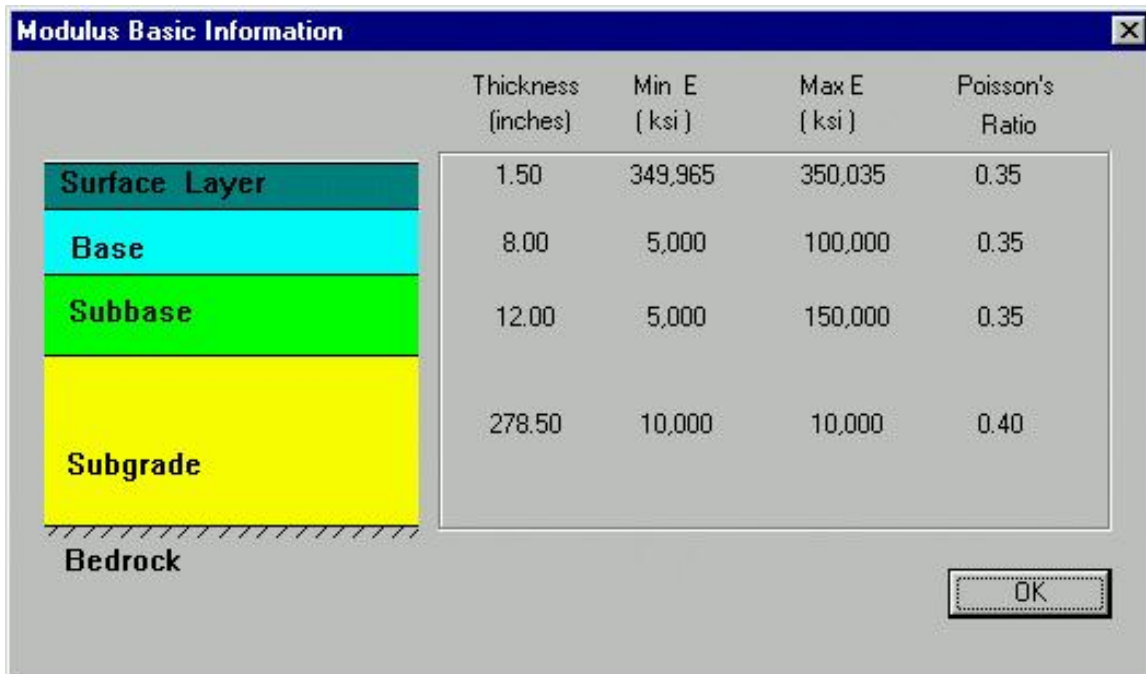 Modulus Basic Information
Thickness Min E Max E Poisson's
(inches) ( ksi ) ( ksi ) Ratio
Surface Layer 1.50 349,965 350,035 0.35
Base 8.00 5,000 100,000 0.35
Subbase 12.00 5,000 150,000 0.35
278.50 10,000 10,000 0.40
Subgrade
Bedrock
OK